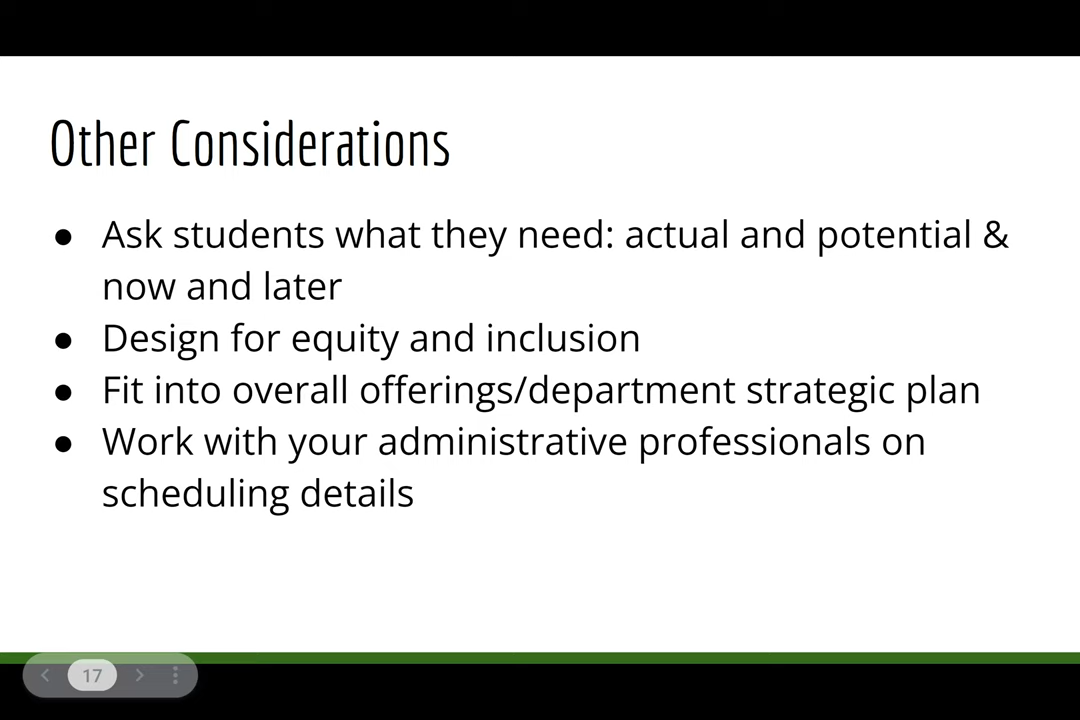 Other Considerations
● Ask students what they need: actual and potential &
now and later
● Design for equity and inclusion
● Fit into overall offerings/department strategic plan
● Work with your administrative professionals on
scheduling details
17